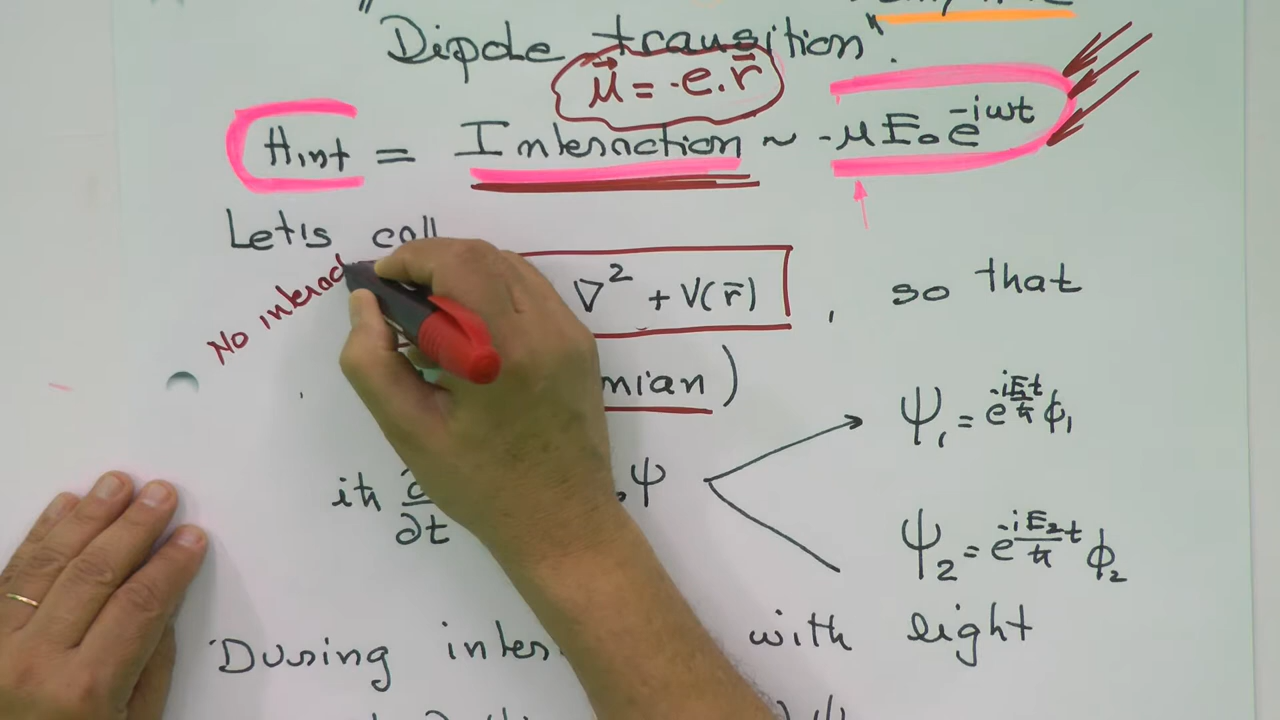 "Dipole transition".
μ⃗ = -e.r⃗
Hint = Interaction ~ -μE₀e^-iωt
Let's call
No interac
∇² + V(r̄) , so that
mian)
ψ₁ = e^-iE₁t/ħ ϕ₁
iħ ∂/∂t ψ
ψ₂ = e^-iE₂t/ħ ϕ₂
During inter with light
ψ